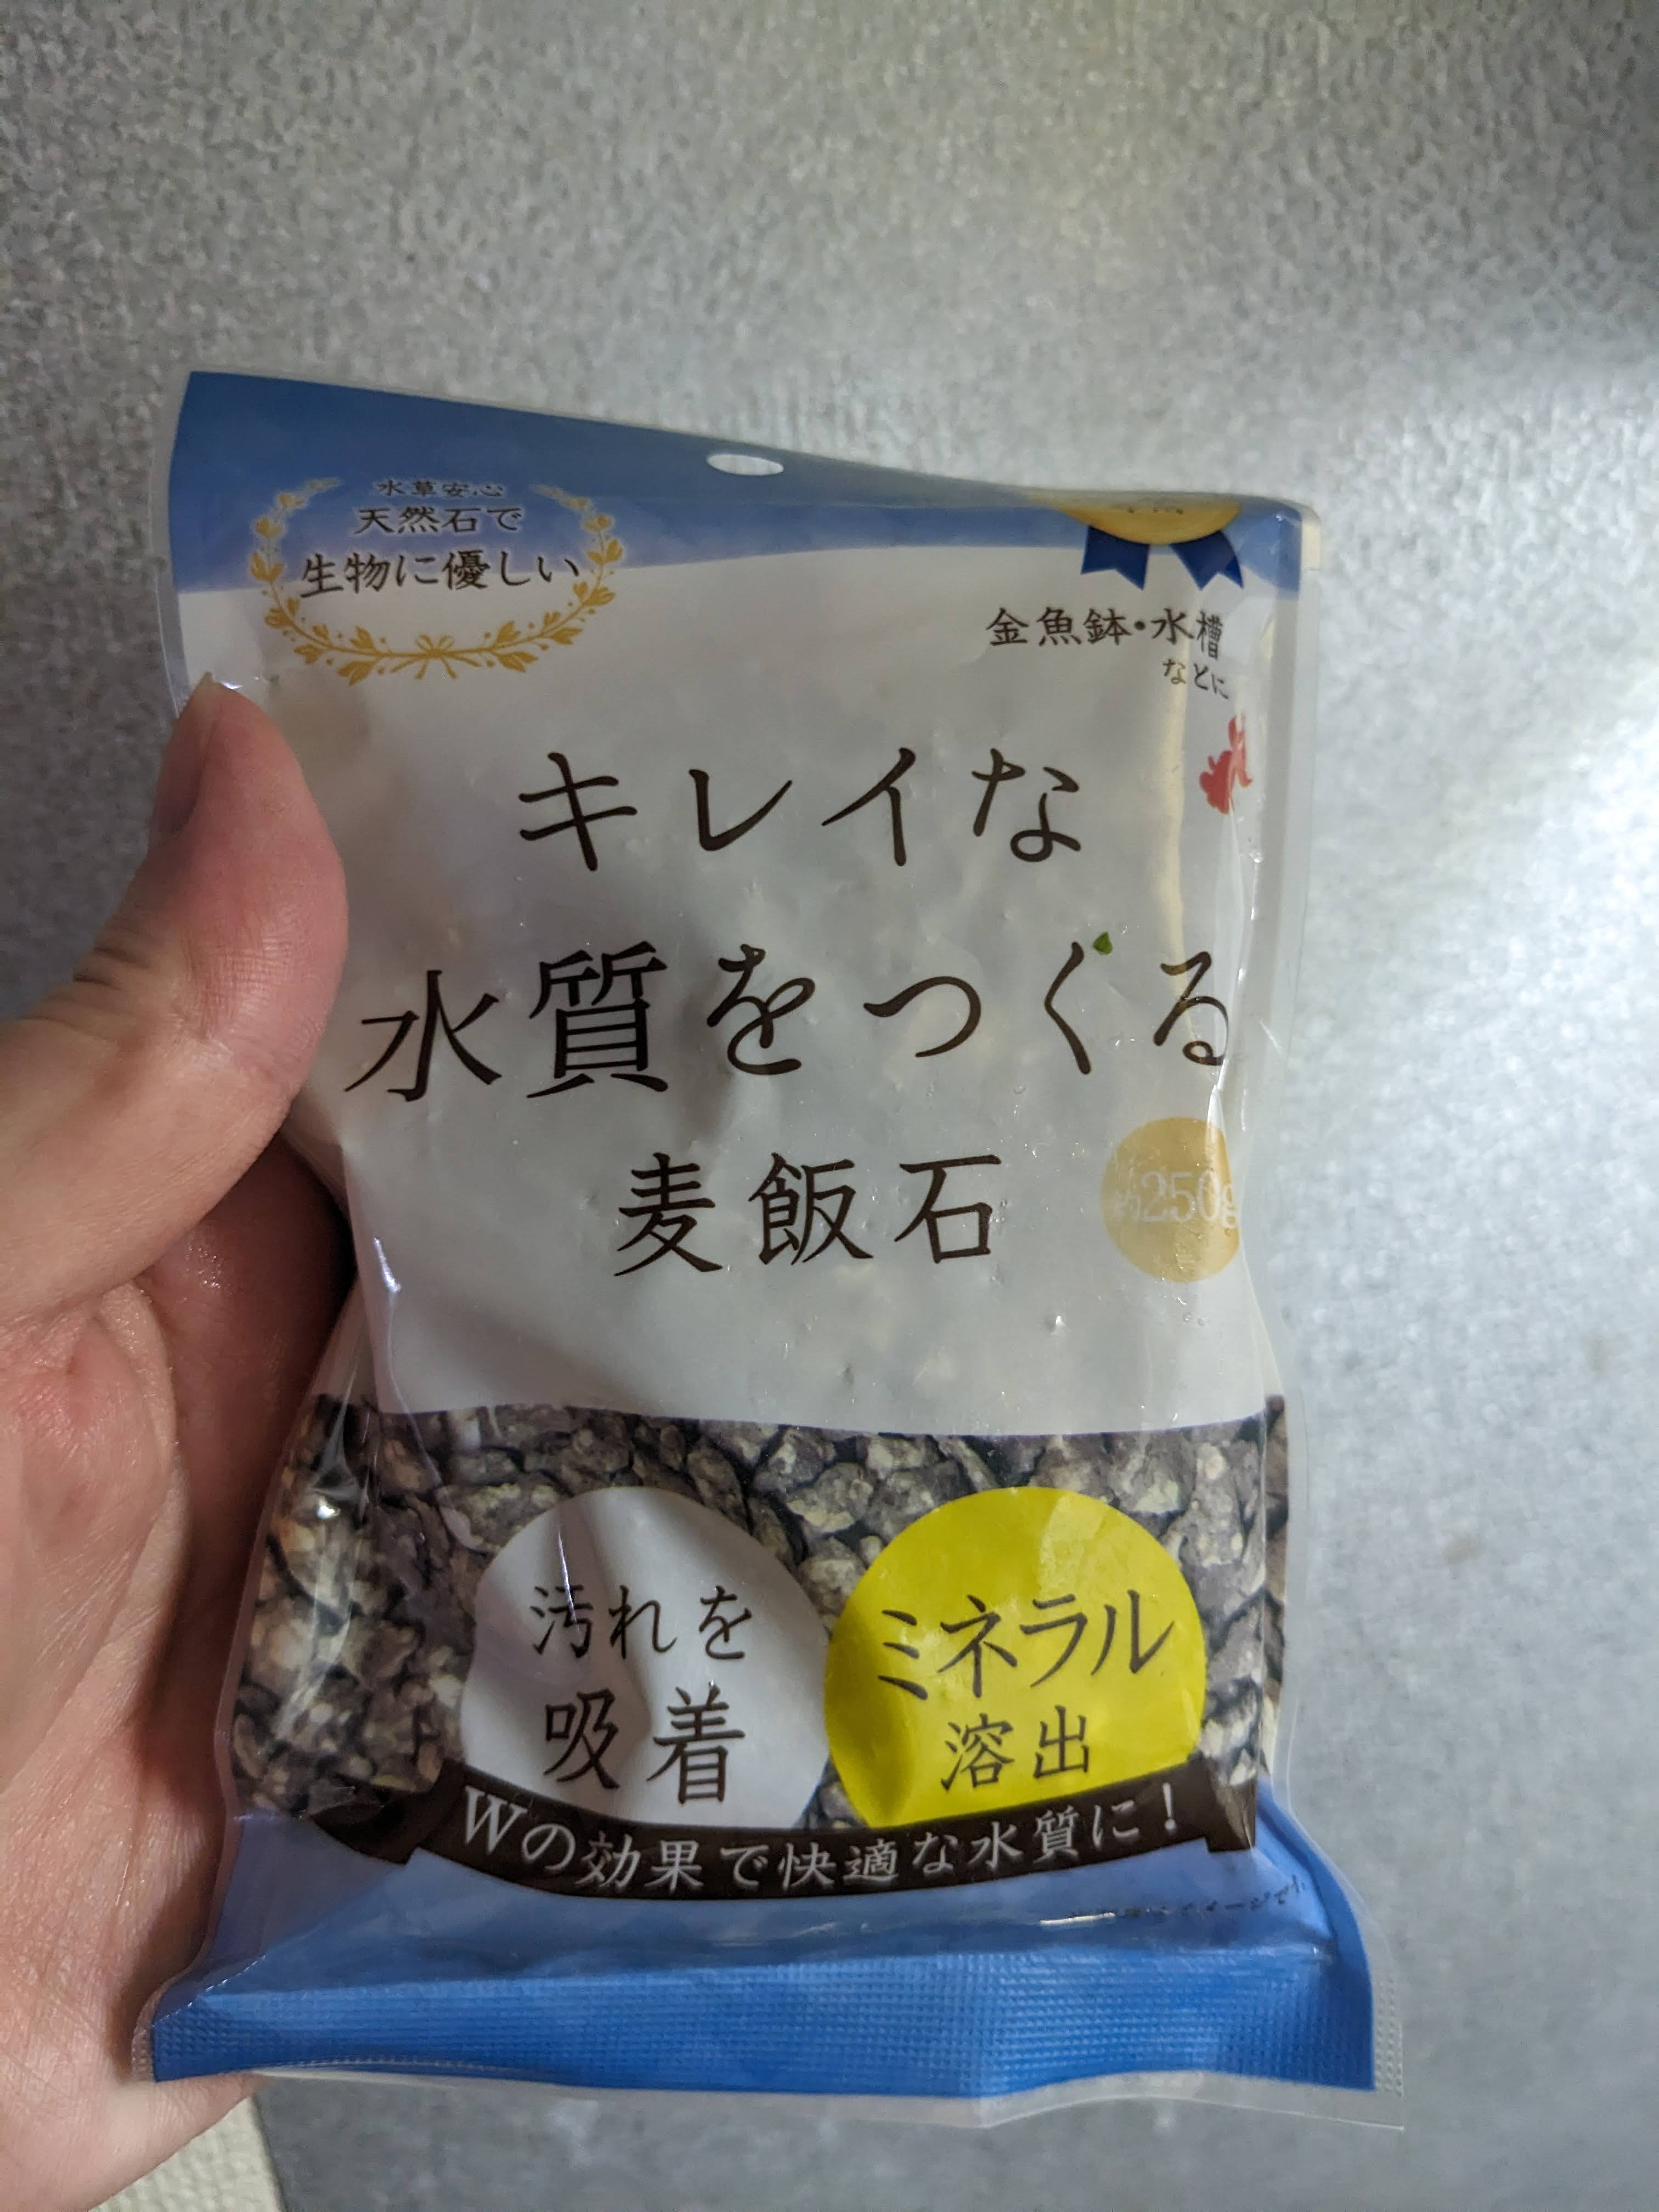 水草安心
天然石で
生物に優しい
金魚鉢・水槽
などに
キレイな
水質をつくる
麦飯石
約250g
汚れを
吸着
ミネラル
溶出
Wの効果で快適な水質に!